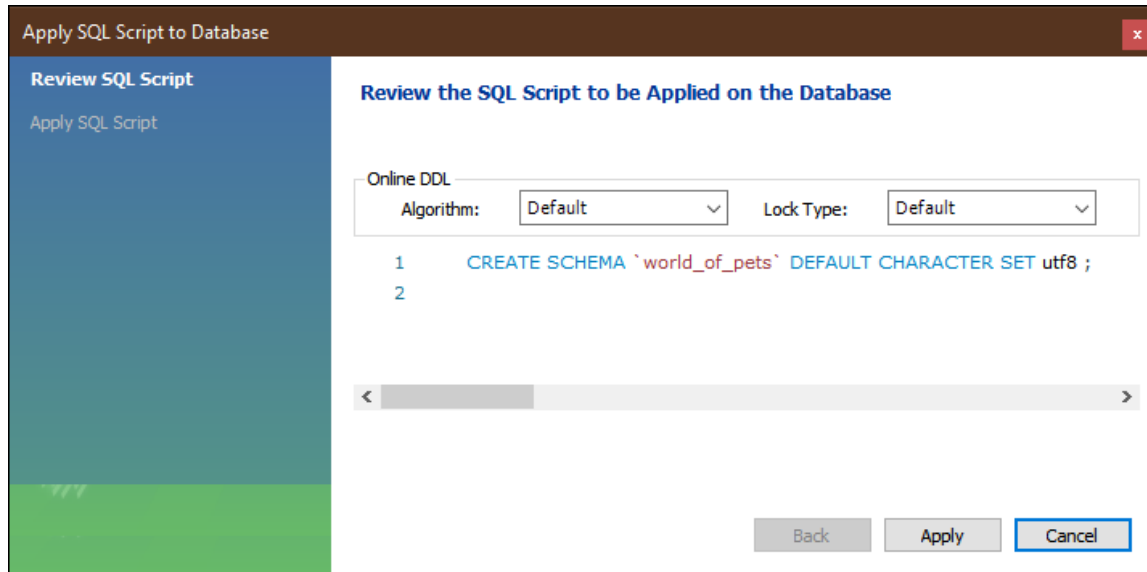 Apply SQL Script to Database
x
Review SQL Script
Apply SQL Script
Review the SQL Script to be Applied on the Database
Online DDL
Algorithm: Default Lock Type: Default
1 CREATE SCHEMA `world_of_pets` DEFAULT CHARACTER SET utf8 ;
2
Back Apply Cancel